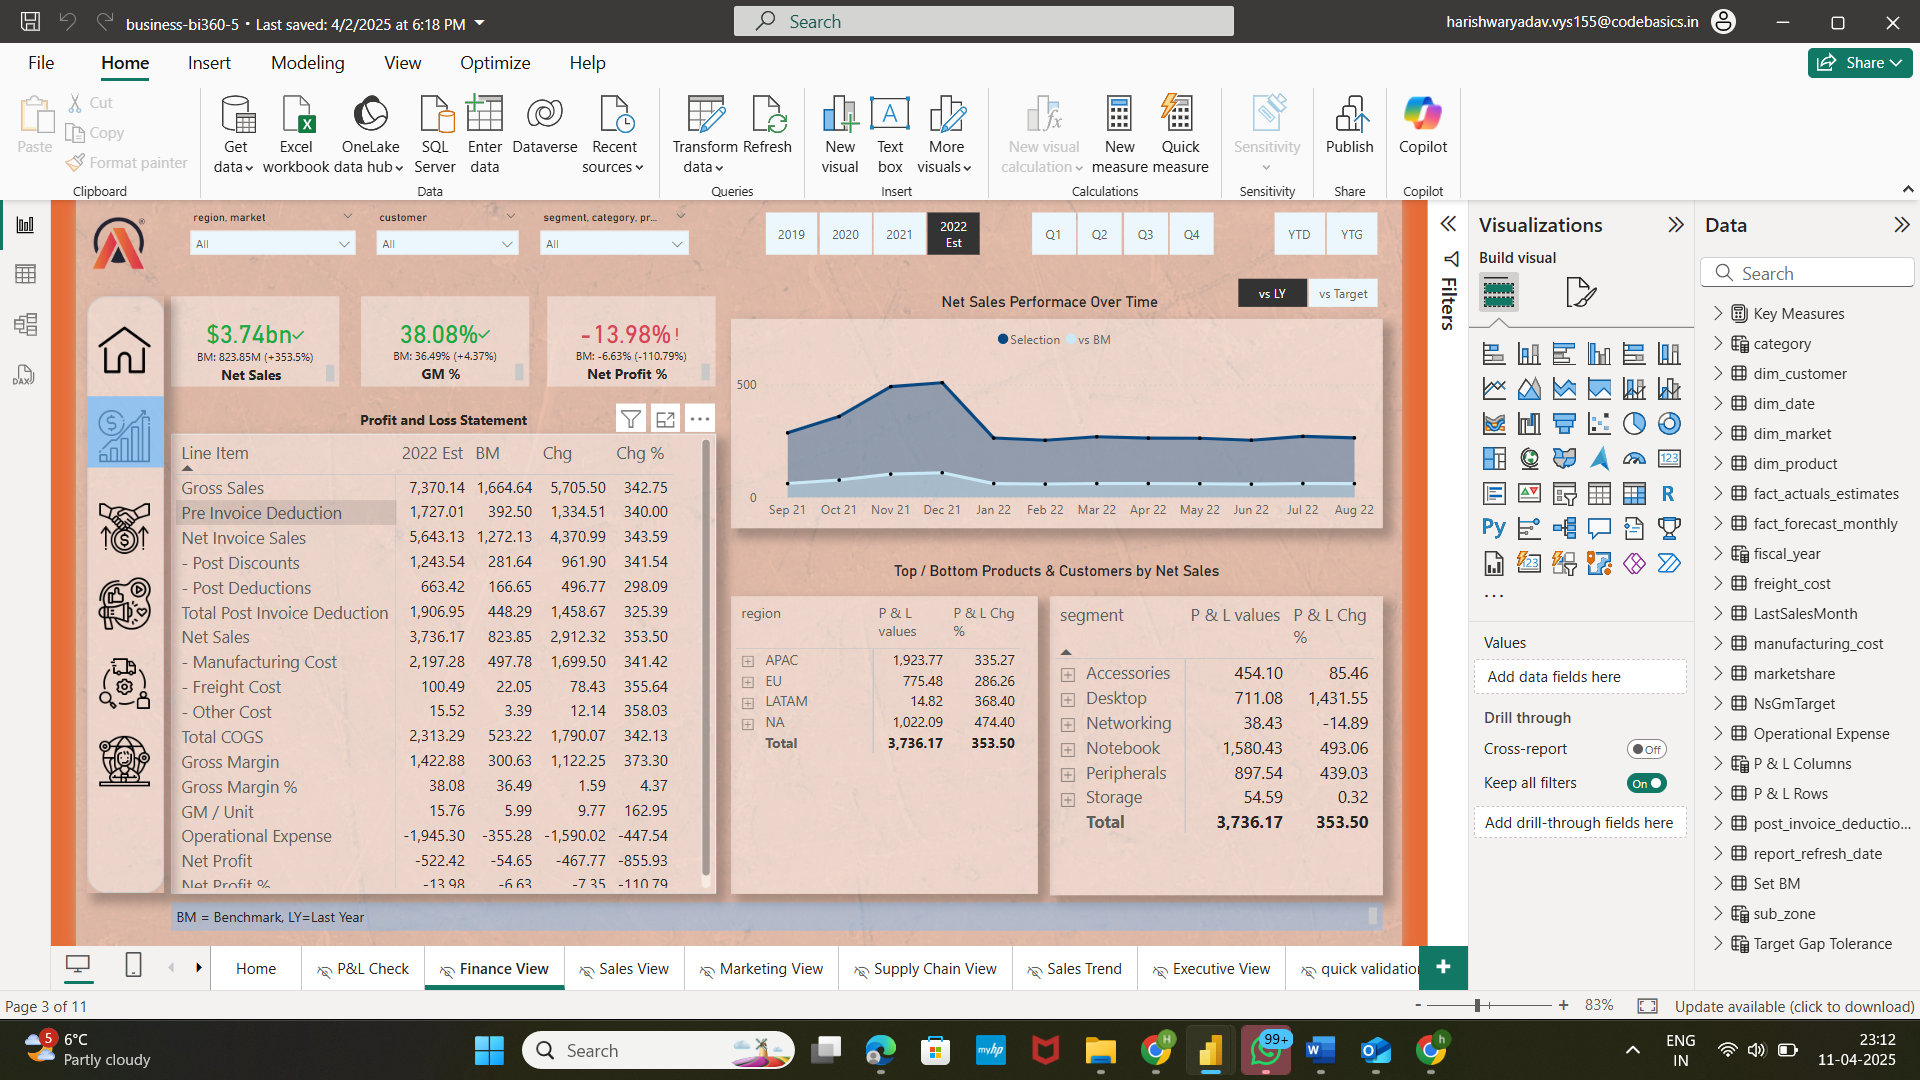 business-bi360-5 • Last saved: 4/2/2025 at 6:18 PM
Search
harishwaryadav.vys155@codebasics.in
File Home Insert Modeling View Optimize Help
Share
Paste
Cut
Copy
Format painter
Clipboard
Get data
Excel workbook
OneLake data hub
SQL Server
Enter data
Dataverse
Recent sources
Data
Transform data
Refresh
Queries
New visual
Text box
More visuals
Insert
New visual calculation
New measure
Quick measure
Calculations
Sensitivity
Sensitivity
Publish
Share
Copilot
Copilot
region, market
All
customer
All
segment, category, pr...
All
2019 2020 2021 2022 Est
Q1 Q2 Q3 Q4
YTD YTG
vs LY vs Target
$3.74bn
BM: 823.85M (+353.5%)
Net Sales
38.08%
BM: 36.49% (+4.37%)
GM %
-13.98% !
BM: -6.63% (-110.79%)
Net Profit %
Net Sales Performace Over Time
Selection vs BM
500
0
Sep 21 Oct 21 Nov 21 Dec 21 Jan 22 Feb 22 Mar 22 Apr 22 May 22 Jun 22 Jul 22 Aug 22
Profit and Loss Statement
Line Item 2022 Est BM Chg Chg %
Gross Sales 7,370.14 1,664.64 5,705.50 342.75
Pre Invoice Deduction 1,727.01 392.50 1,334.51 340.00
Net Invoice Sales 5,643.13 1,272.13 4,370.99 343.59
- Post Discounts 1,243.54 281.64 961.90 341.54
- Post Deductions 663.42 166.65 496.77 298.09
Total Post Invoice Deduction 1,906.95 448.29 1,458.67 325.39
Net Sales 3,736.17 823.85 2,912.32 353.50
- Manufacturing Cost 2,197.28 497.78 1,699.50 341.42
- Freight Cost 100.49 22.05 78.43 355.64
- Other Cost 15.52 3.39 12.14 358.03
Total COGS 2,313.29 523.22 1,790.07 342.13
Gross Margin 1,422.88 300.63 1,122.25 373.30
Gross Margin % 38.08 36.49 1.59 4.37
GM / Unit 15.76 5.99 9.77 162.95
Operational Expense -1,945.30 -355.28 -1,590.02 -447.54
Net Profit -522.42 -54.65 -467.77 -855.93
Net Profit % -13.98 -6.63 -7.35 -110.79
BM = Benchmark, LY=Last Year
Top / Bottom Products & Customers by Net Sales
region P & L values P & L Chg %
APAC 1,923.77 335.27
EU 775.48 286.26
LATAM 14.82 368.40
NA 1,022.09 474.40
Total 3,736.17 353.50
segment P & L values P & L Chg %
Accessories 454.10 85.46
Desktop 711.08 1,431.55
Networking 38.43 -14.89
Notebook 1,580.43 493.06
Peripherals 897.54 439.03
Storage 54.59 0.32
Total 3,736.17 353.50
Filters
Visualizations
Build visual
Values
Add data fields here
Drill through
Cross-report Off
Keep all filters On
Add drill-through fields here
Data
Search
Key Measures
category
dim_customer
dim_date
dim_market
dim_product
fact_actuals_estimates
fact_forecast_monthly
fiscal_year
freight_cost
LastSalesMonth
manufacturing_cost
marketshare
NsGmTarget
Operational Expense
P & L Columns
P & L Rows
post_invoice_deductio...
report_refresh_date
Set BM
sub_zone
Target Gap Tolerance
Home P&L Check Finance View Sales View Marketing View Supply Chain View Sales Trend Executive View quick validation
Page 3 of 11
- + 83%
Update available (click to download)
5
6°C
Partly cloudy
Search
99+
ENG
IN
23:12
11-04-2025